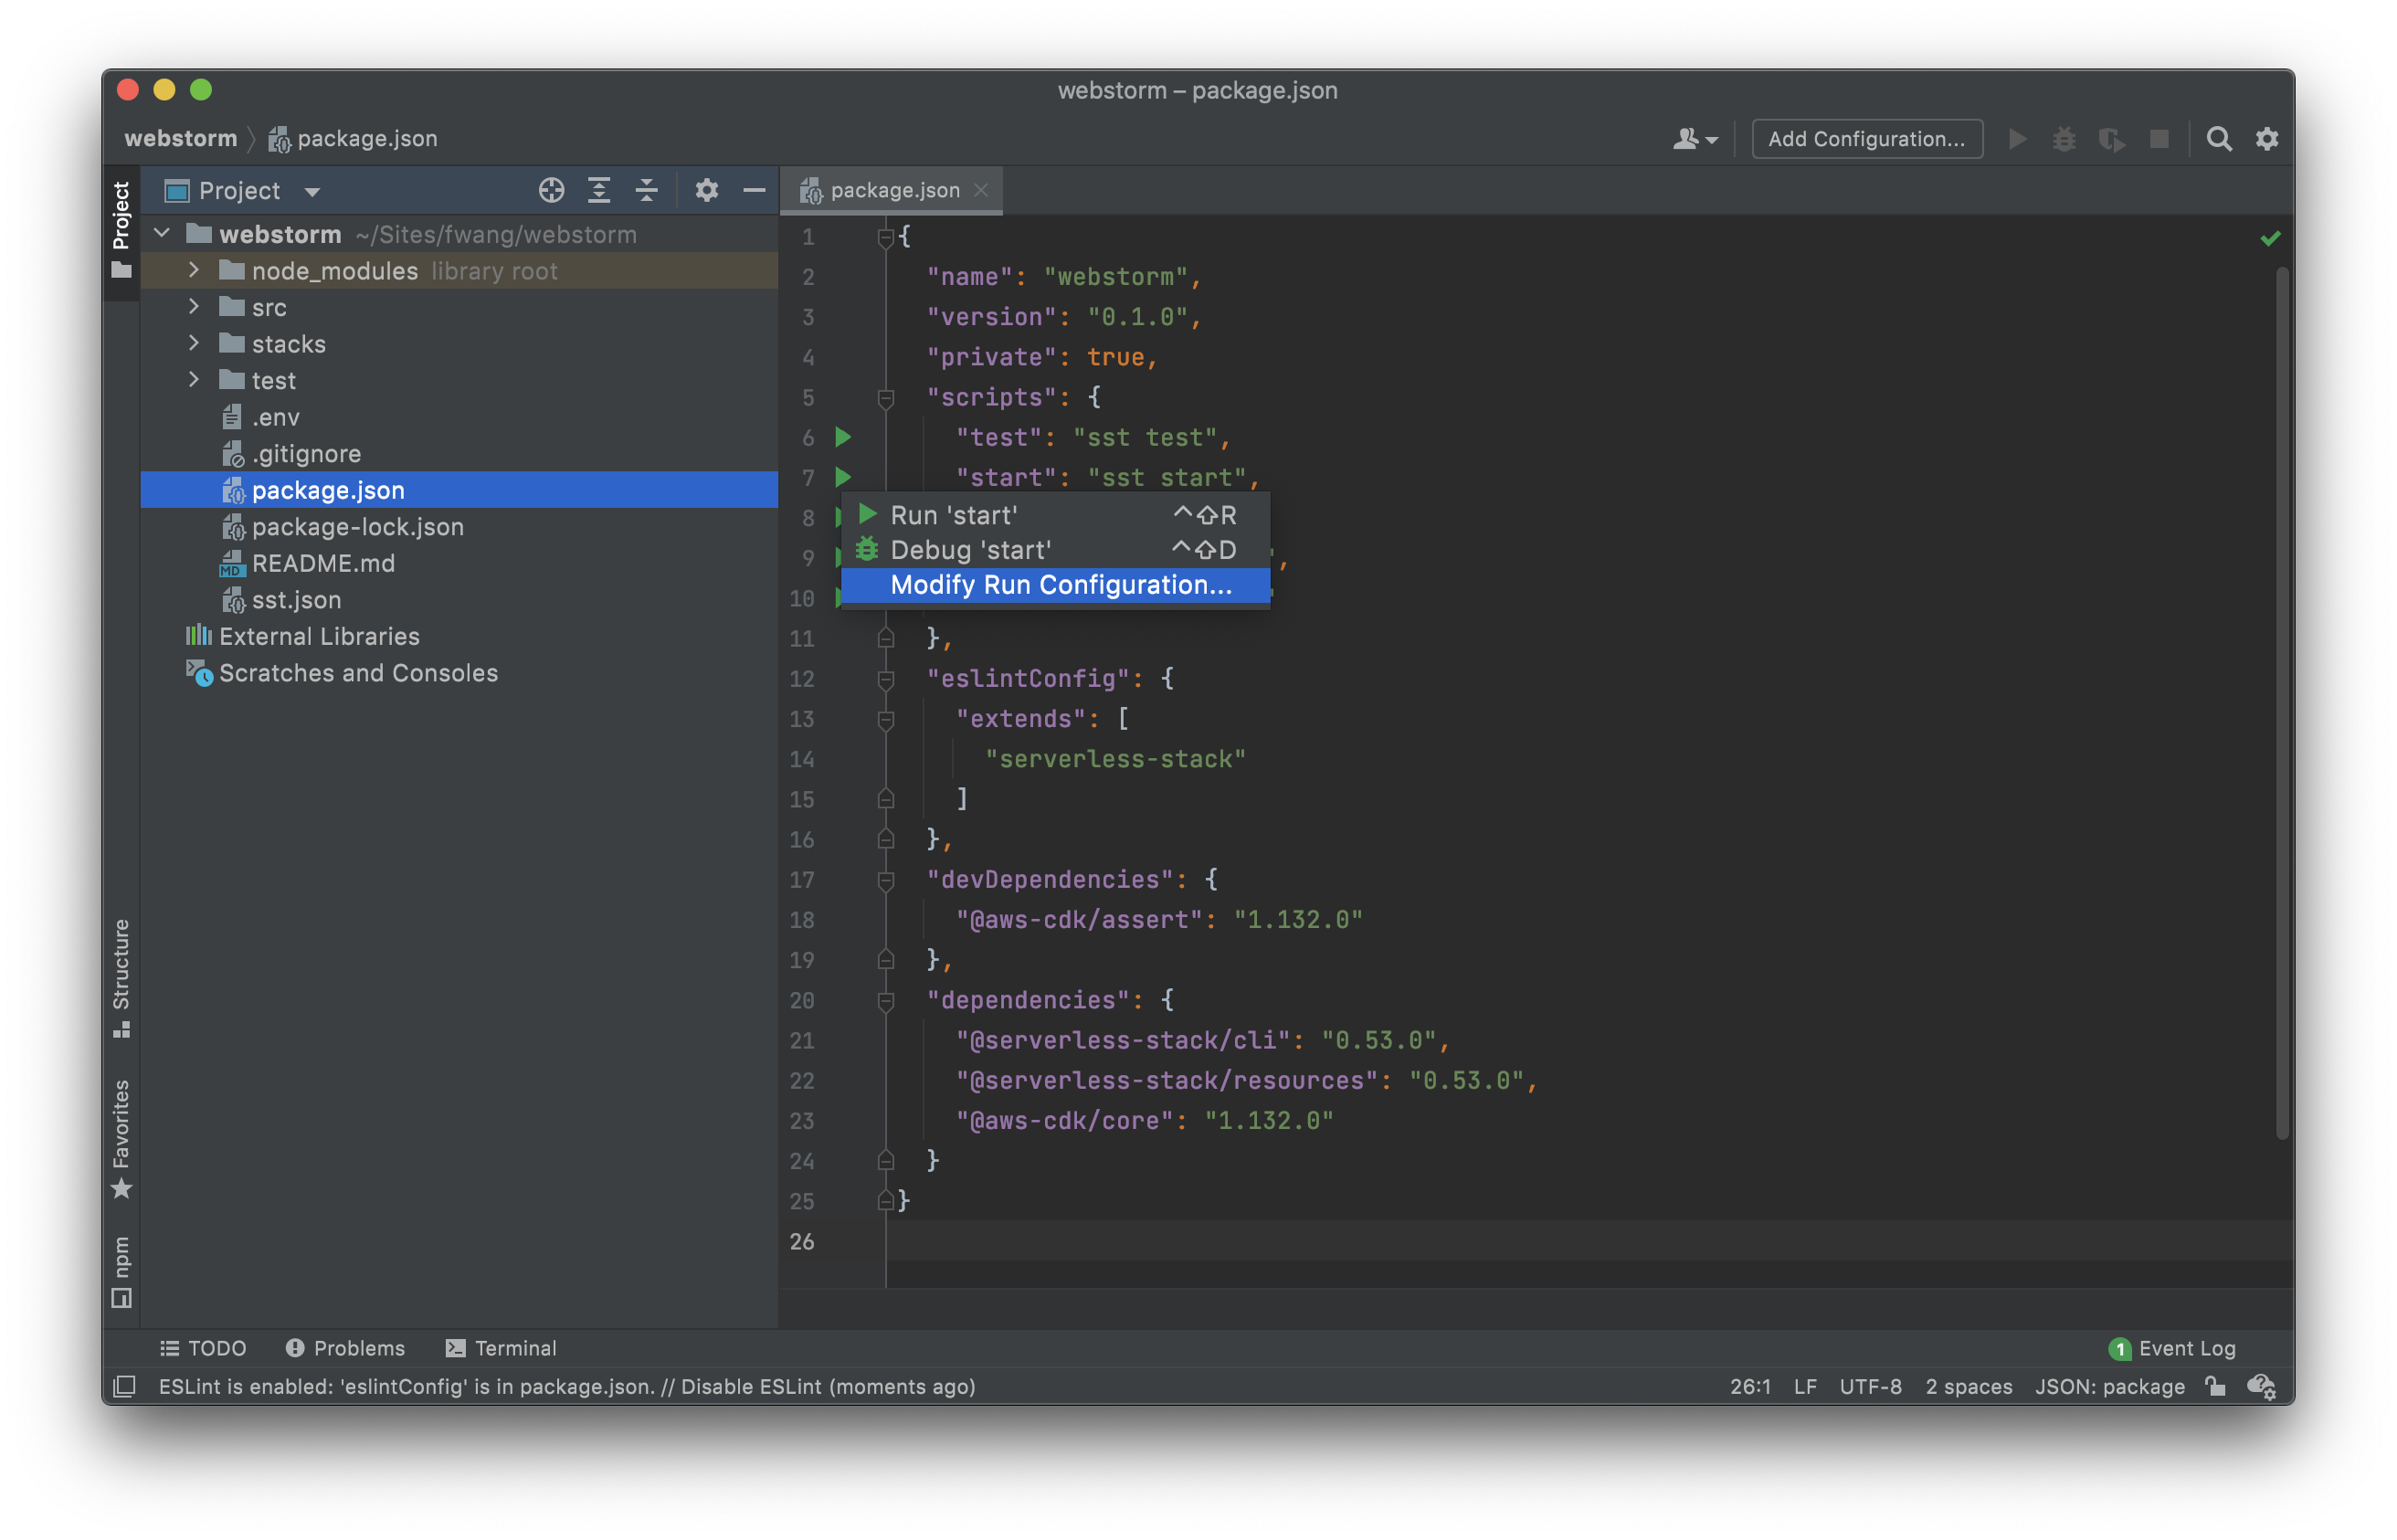 webstorm – package.json
webstorm package.json
Add Configuration...
Project
Project
package.json
webstorm ~/Sites/fwang/webstorm
node_modules library root
src
stacks
test
.env
.gitignore
package.json
package-lock.json
MD README.md
sst.json
External Libraries
Scratches and Consoles
Structure
Favorites
npm
1 {
2 "name": "webstorm",
3 "version": "0.1.0",
4 "private": true,
5 "scripts": {
6 "test": "sst test",
7 "start": "sst start",
8
9 ",
10 "
11 },
12 "eslintConfig": {
13 "extends": [
14 "serverless-stack"
15 ]
16 },
17 "devDependencies": {
18 "@aws-cdk/assert": "1.132.0"
19 },
20 "dependencies": {
21 "@serverless-stack/cli": "0.53.0",
22 "@serverless-stack/resources": "0.53.0",
23 "@aws-cdk/core": "1.132.0"
24 }
25 }
26
Run 'start' ⌃⇧R
Debug 'start' ⌃⇧D
Modify Run Configuration...
TODO Problems Terminal
1 Event Log
ESLint is enabled: 'eslintConfig' is in package.json. // Disable ESLint (moments ago)
26:1 LF UTF-8 2 spaces JSON: package